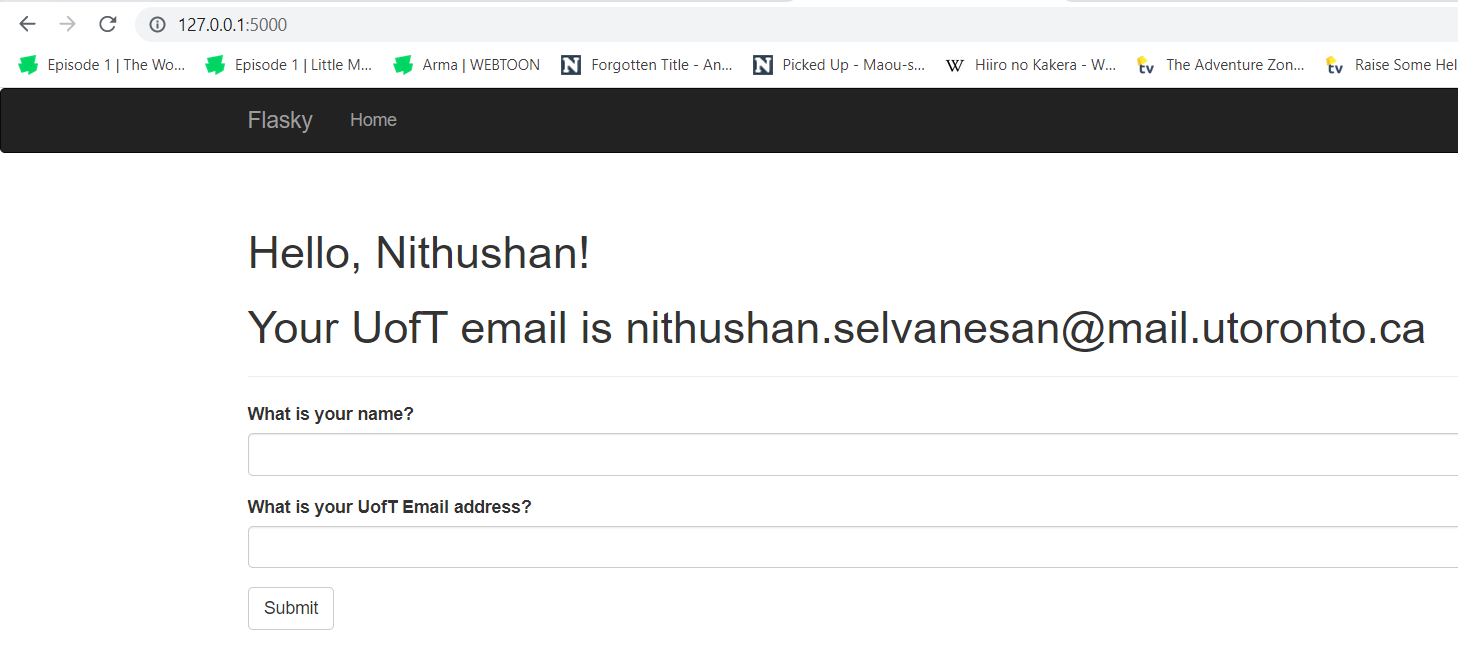 127.0.0.1:5000
Episode 1 | The Wo... Episode 1 | Little M... Arma | WEBTOON Forgotten Title - An... Picked Up - Maou-s... Hiiro no Kakera - W... The Adventure Zon... Raise Some Hel
Flasky Home
Hello, Nithushan!
Your UofT email is nithushan.selvanesan@mail.utoronto.ca
What is your name?
What is your UofT Email address?
Submit